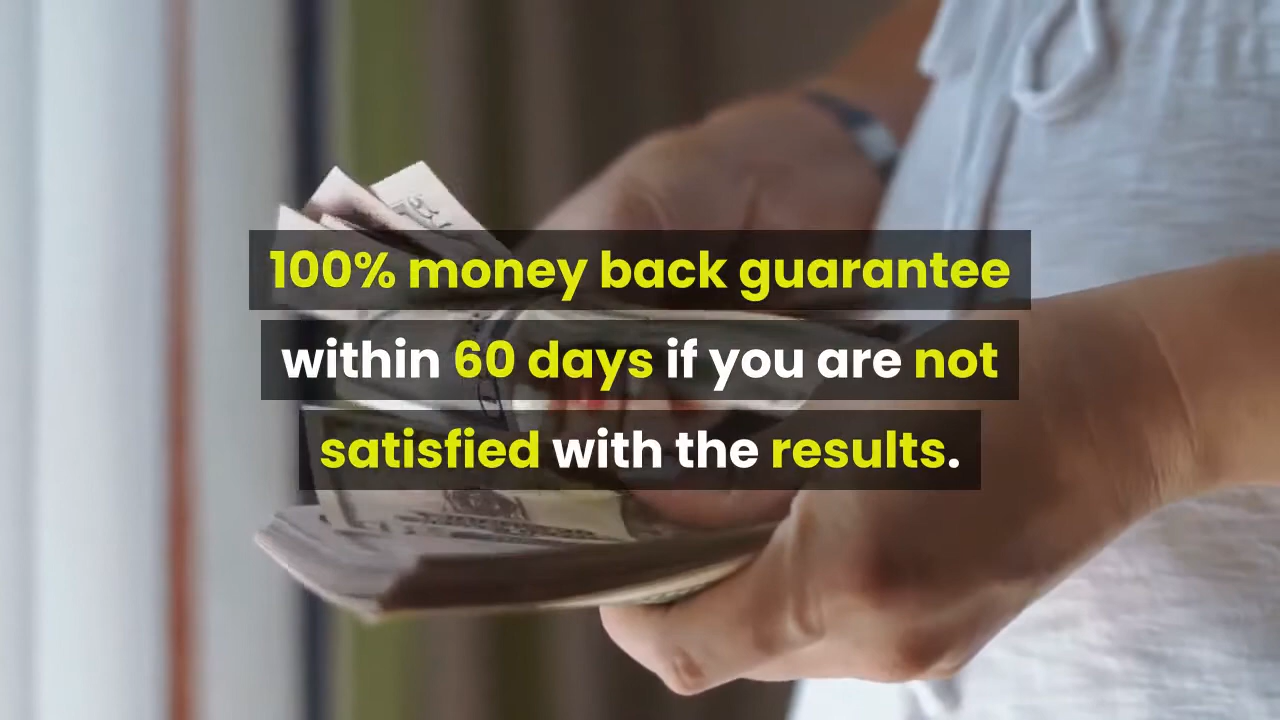 100% money back guarantee
within 60 days if you are not
satisfied with the results.